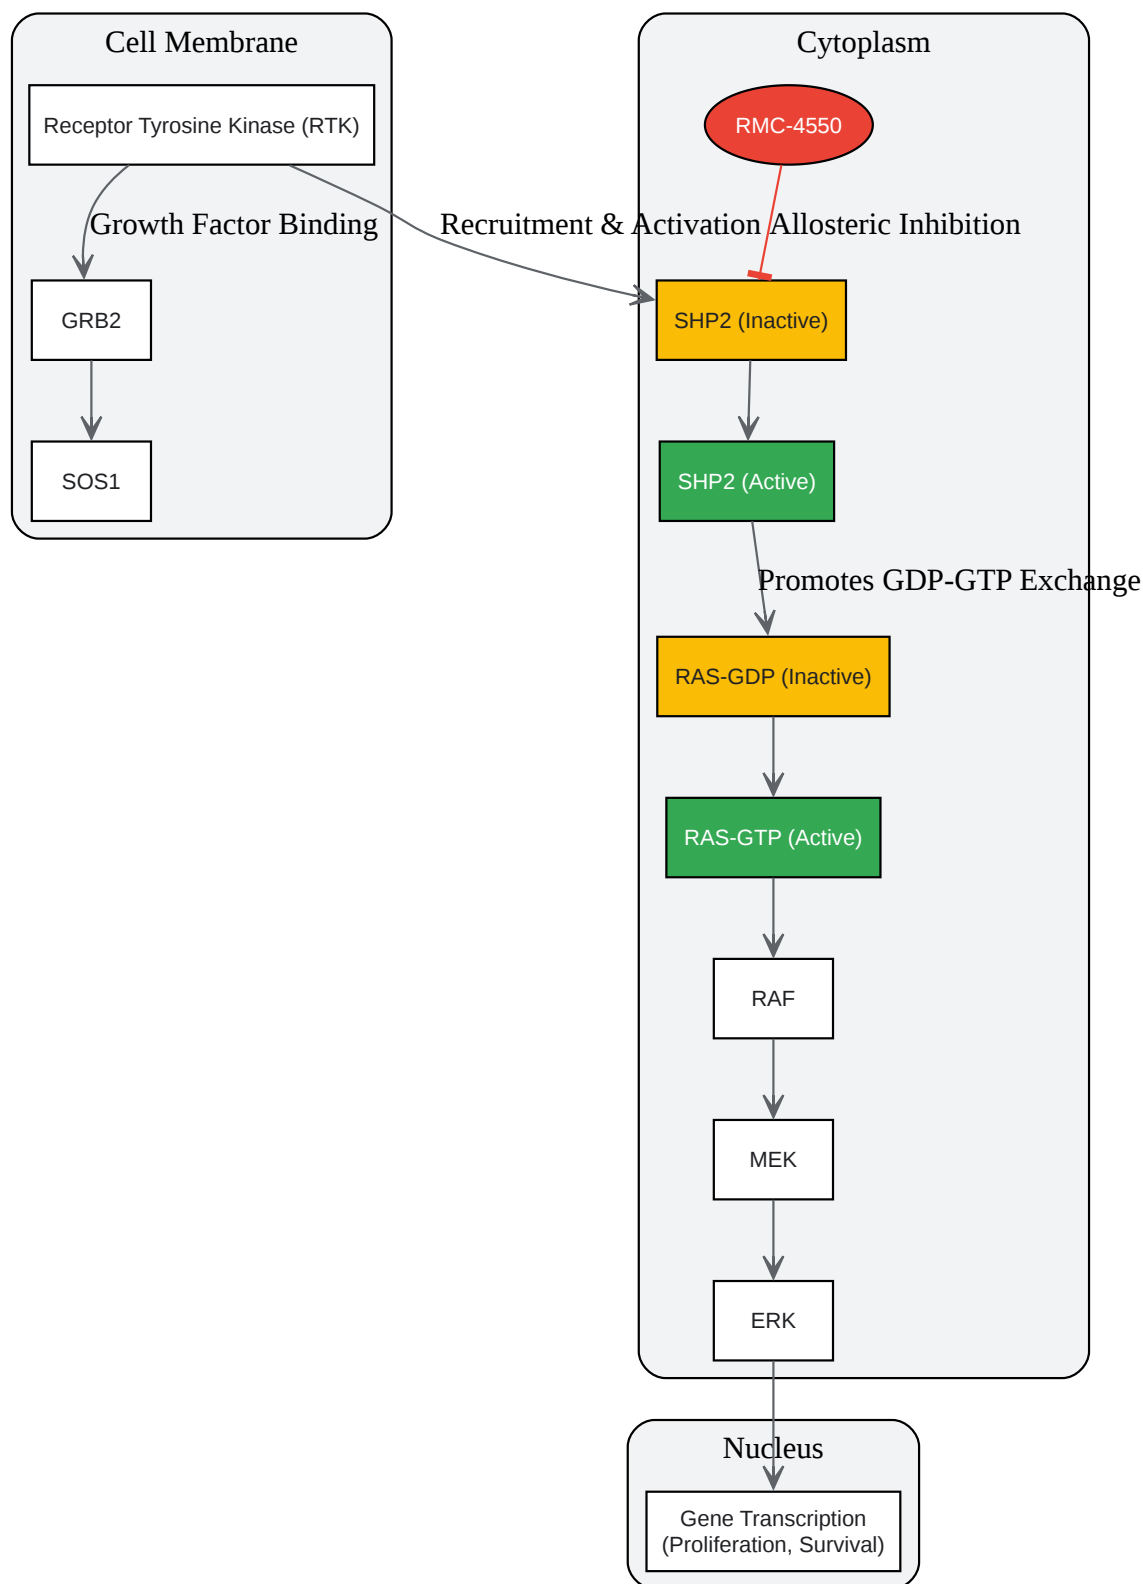 Cell Membrane
Receptor Tyrosine Kinase (RTK)
Growth Factor Binding
GRB2
SOS1
Cytoplasm
RMC-4550
Recruitment & Activation
Allosteric Inhibition
SHP2 (Inactive)
SHP2 (Active)
Promotes GDP-GTP Exchange
RAS-GDP (Inactive)
RAS-GTP (Active)
RAF
MEK
ERK
Nucleus
Gene Transcription
(Proliferation, Survival)